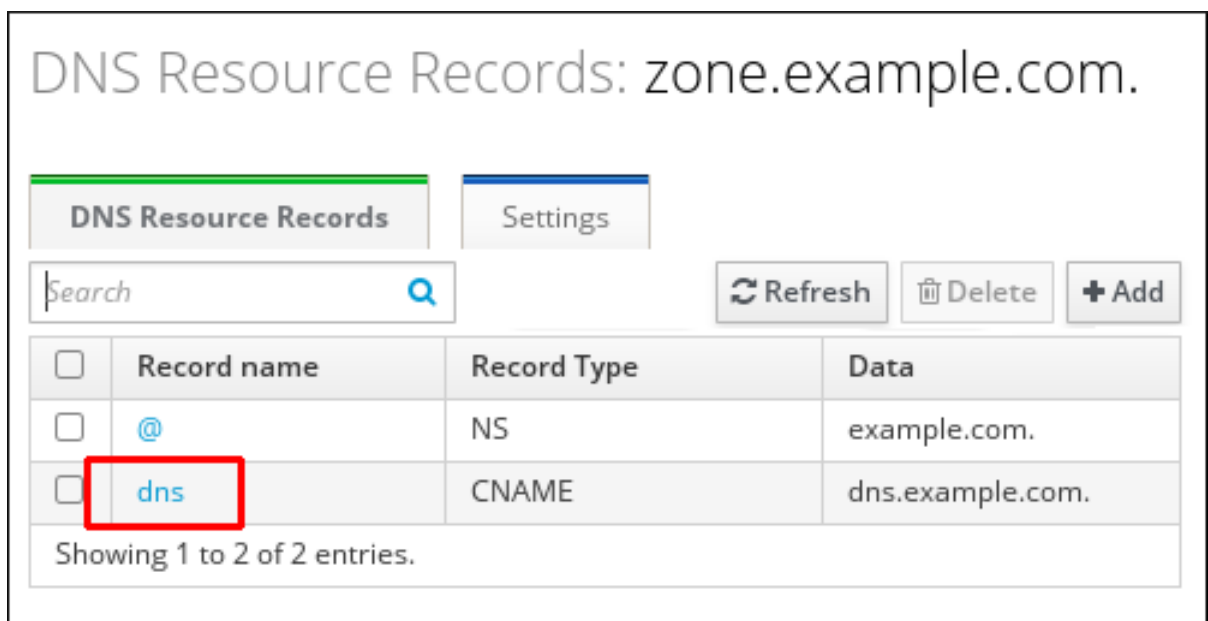 DNS Resource Records: zone.example.com.
DNS Resource Records Settings
Search Refresh Delete Add
Record name Record Type Data
@ NS example.com.
dns CNAME dns.example.com.
Showing 1 to 2 of 2 entries.